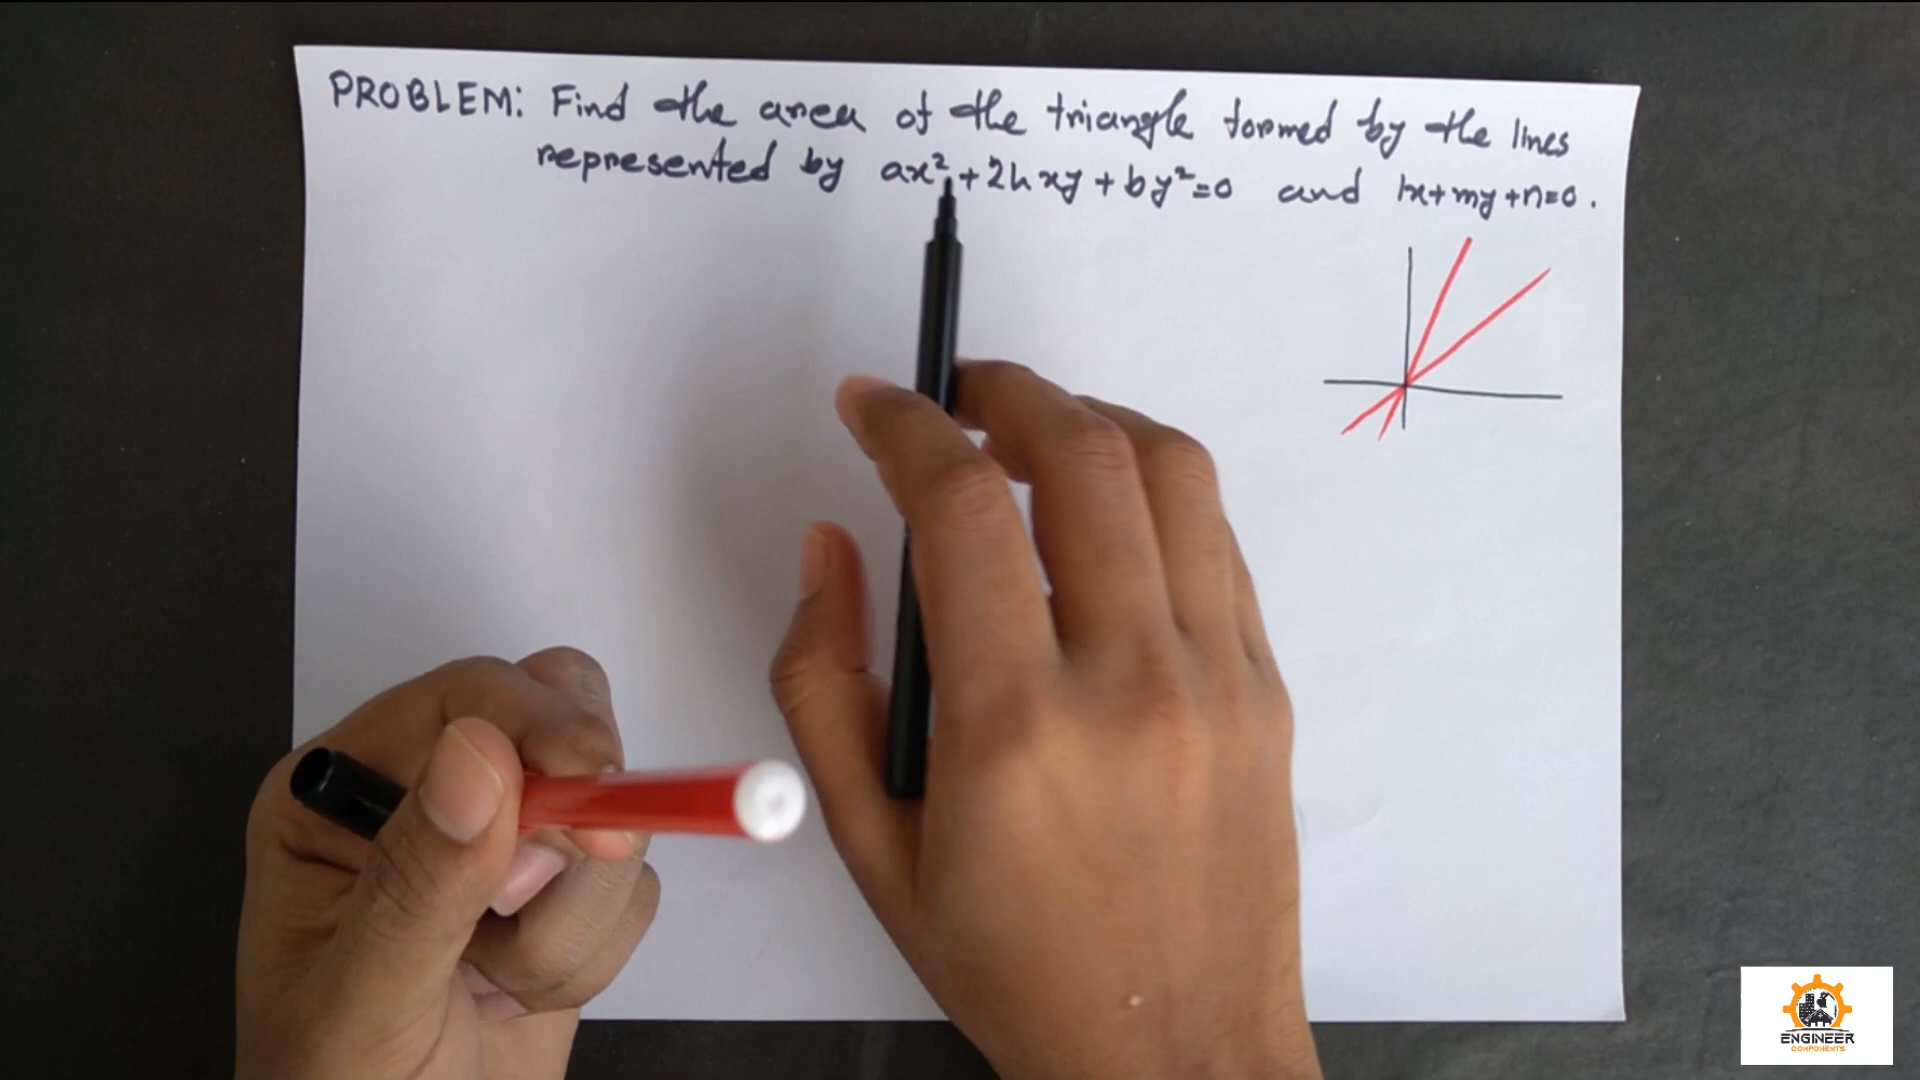 PROBLEM: Find the area of the triangle formed by the lines
represented by ax²+2hxy+by²=0 and lx+my+n=0.
ENGINEER
COMPONENTS